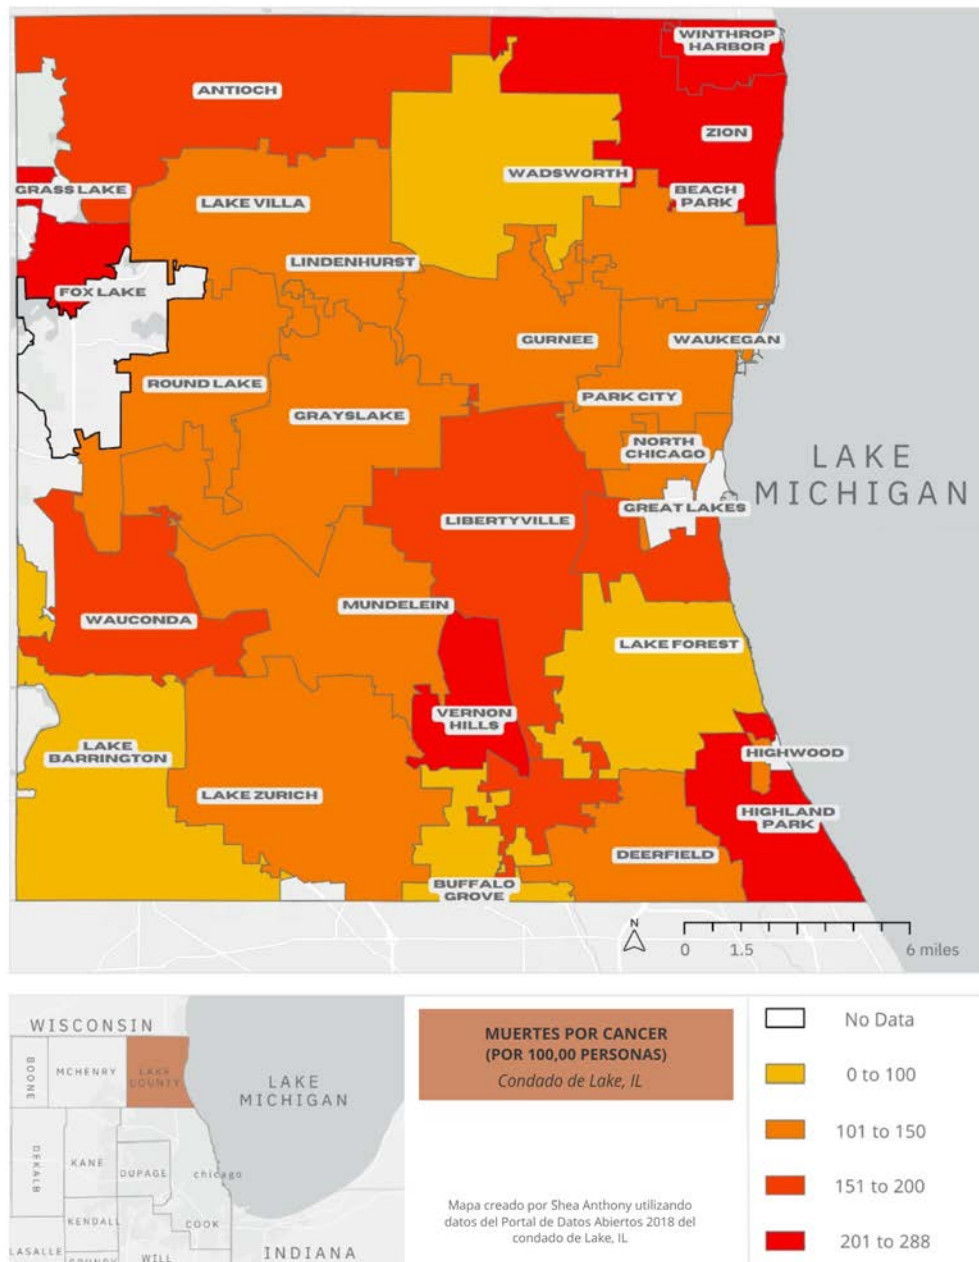 WINTHROP
HARBOR
ANTIOCH
ZION
WADSWORTH
GRASS LAKE
LAKE VILLA
BEACH
PARK
LINDENHURST
FOX LAKE
GURNEE
WAUKEGAN
ROUND LAKE
PARK CITY
GRAYSLAKE
NORTH
CHICAGO
LAKE
MICHIGAN
GREAT LAKES
LIBERTYVILLE
MUNDELEIN
WAUCONDA
LAKE FOREST
VERNON
HILLS
LAKE
BARRINGTON
HIGHWOOD
LAKE ZURICH
HIGHLAND
PARK
DEERFIELD
BUFFALO
GROVE
N
0 1.5 6 miles
WISCONSIN
BOONE
MCHENRY
LAKE
COUNTY
LAKE
MICHIGAN
DEKALB
KANE
DUPAGE
chicago
KENDALL
COOK
LASALLE
WILL
INDIANA
MUERTES POR CANCER
(POR 100,00 PERSONAS)
Condado de Lake, IL
Mapa creado por Shea Anthony utilizando
datos del Portal de Datos Abiertos 2018 del
condado de Lake, IL
No Data
0 to 100
101 to 150
151 to 200
201 to 288